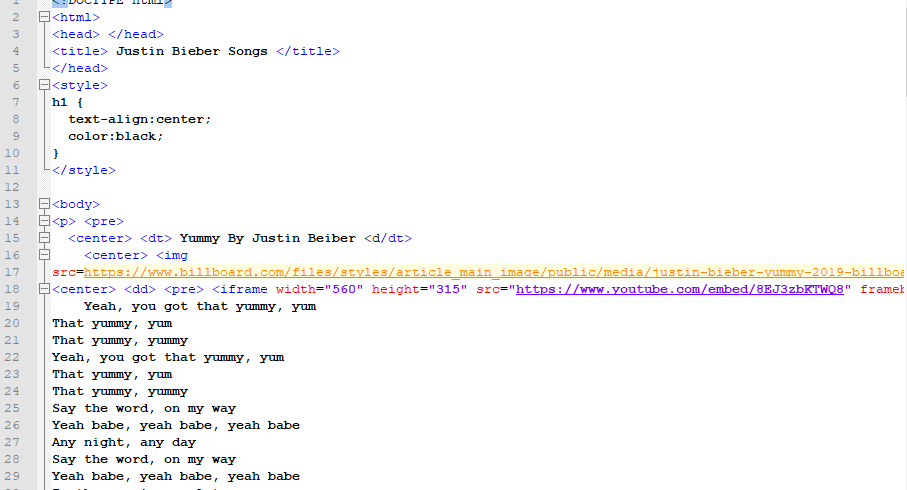 1 <!DOCTYPE html>
2 <html>
3 <head> </head>
4 <title> Justin Bieber Songs </title>
5 </head>
6 <style>
7 h1 {
8 text-align:center;
9 color:black;
10 }
11 </style>
12
13 <body>
14 <p> <pre>
15 <center> <dt> Yummy By Justin Beiber <d/dt>
16 <center> <img
17 src=https://www.billboard.com/files/styles/article_main_image/public/media/justin-bieber-yummy-2019-billboa
18 <center> <dd> <pre> <iframe width="560" height="315" src="https://www.youtube.com/embed/8EJ3zbKTWQ8" frameb
19 Yeah, you got that yummy, yum
20 That yummy, yum
21 That yummy, yummy
22 Yeah, you got that yummy, yum
23 That yummy, yum
24 That yummy, yummy
25 Say the word, on my way
26 Yeah babe, yeah babe, yeah babe
27 Any night, any day
28 Say the word, on my way
29 Yeah babe, yeah babe, yeah babe